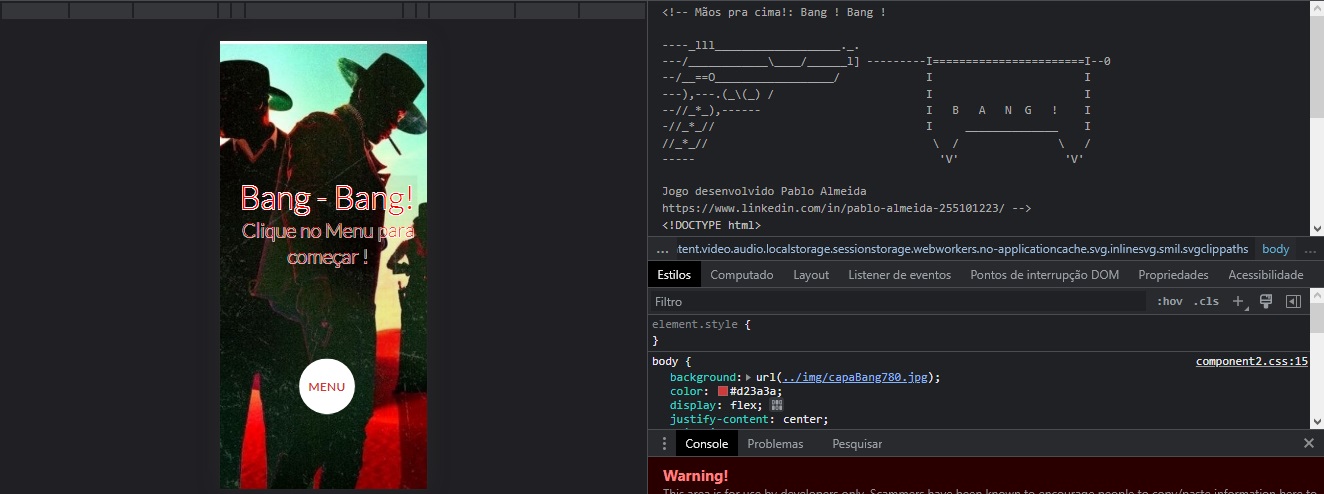 Bang - Bang!
Clique no Menu para
começar !
MENU
<!-- Mãos pra cima!: Bang ! Bang !
----_lll___________________._.
---/____________\____/______l] ---------I=======================I--0
--/__==O__________________/             I                       I
---),---.(_\(_) /                       I                       I
--//_*_),------                         I   B   A   N  G   !    I
-//_*_//                                I     ______________    I
//_*_//                                  \  /               \   /
-----                                     'V'                'V'
Jogo desenvolvido Pablo Almeida
https://www.linkedin.com/in/pablo-almeida-255101223/ -->
<!DOCTYPE html>
... tent.video.audio.localstorage.sessionstorage.webworkers.no-applicationcache.svg.inlinesvg.smil.svgclippaths body ...
Estilos Computado Layout Listener de eventos Pontos de interrupção DOM Propriedades Acessibilidade
Filtro :hov .cls
element.style {
}
body { component2.css:15
background: url(../img/capaBang780.jpg);
color: #d23a3a;
display: flex;
justify-content: center;
Console Problemas Pesquisar
Warning!
This area is for use by developers only. Scammers have been known to encourage people to copy/paste information here to